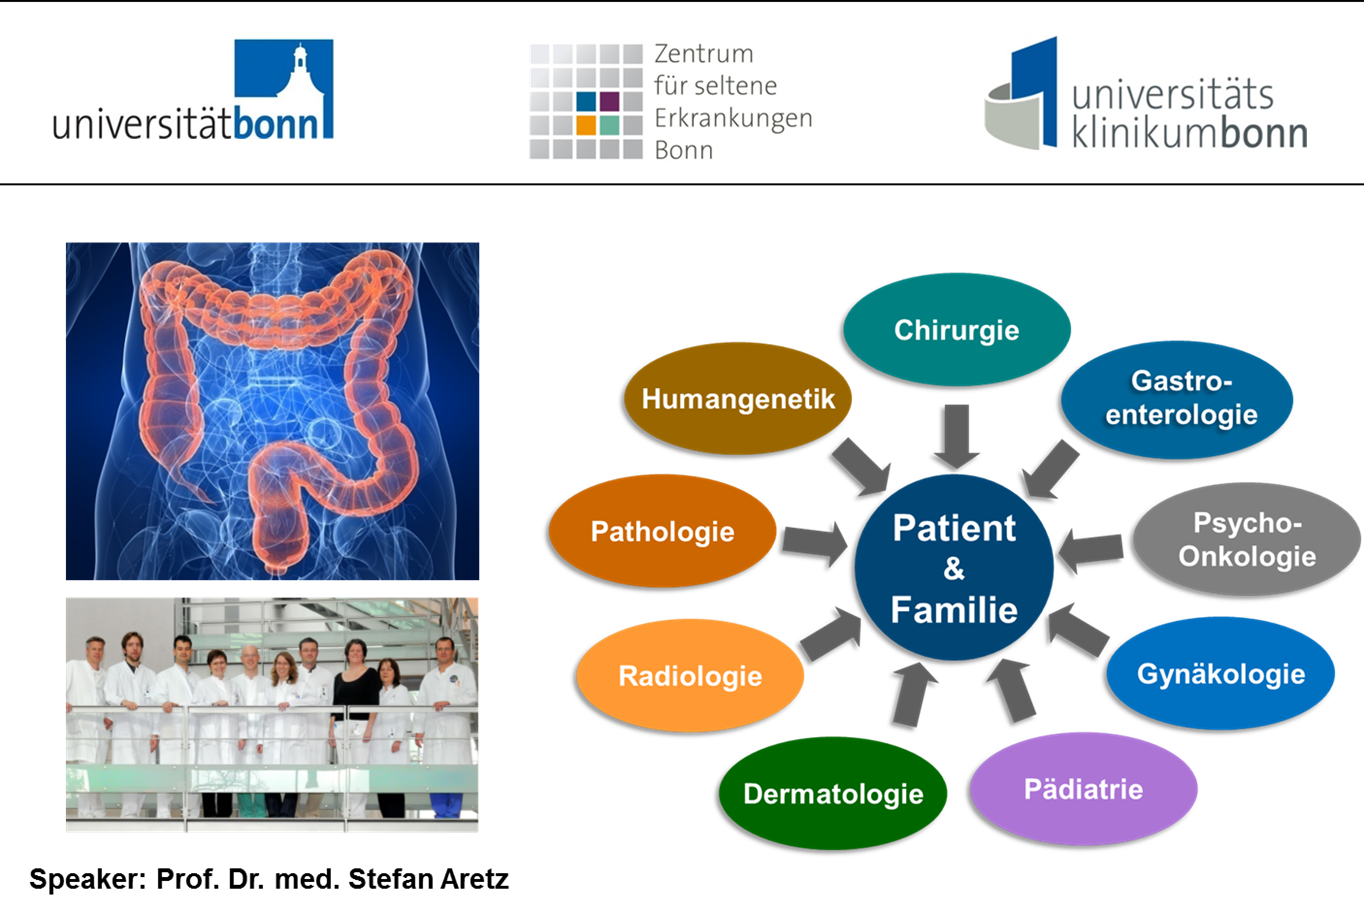 universitätbonn
Zentrum
für seltene
Erkrankungen
Bonn
universitäts
klinikumbonn
Chirurgie
Humangenetik
Gastro-
enterologie
Pathologie
Patient
&
Familie
Psycho-
Onkologie
Radiologie
Gynäkologie
Dermatologie
Pädiatrie
Speaker: Prof. Dr. med. Stefan Aretz